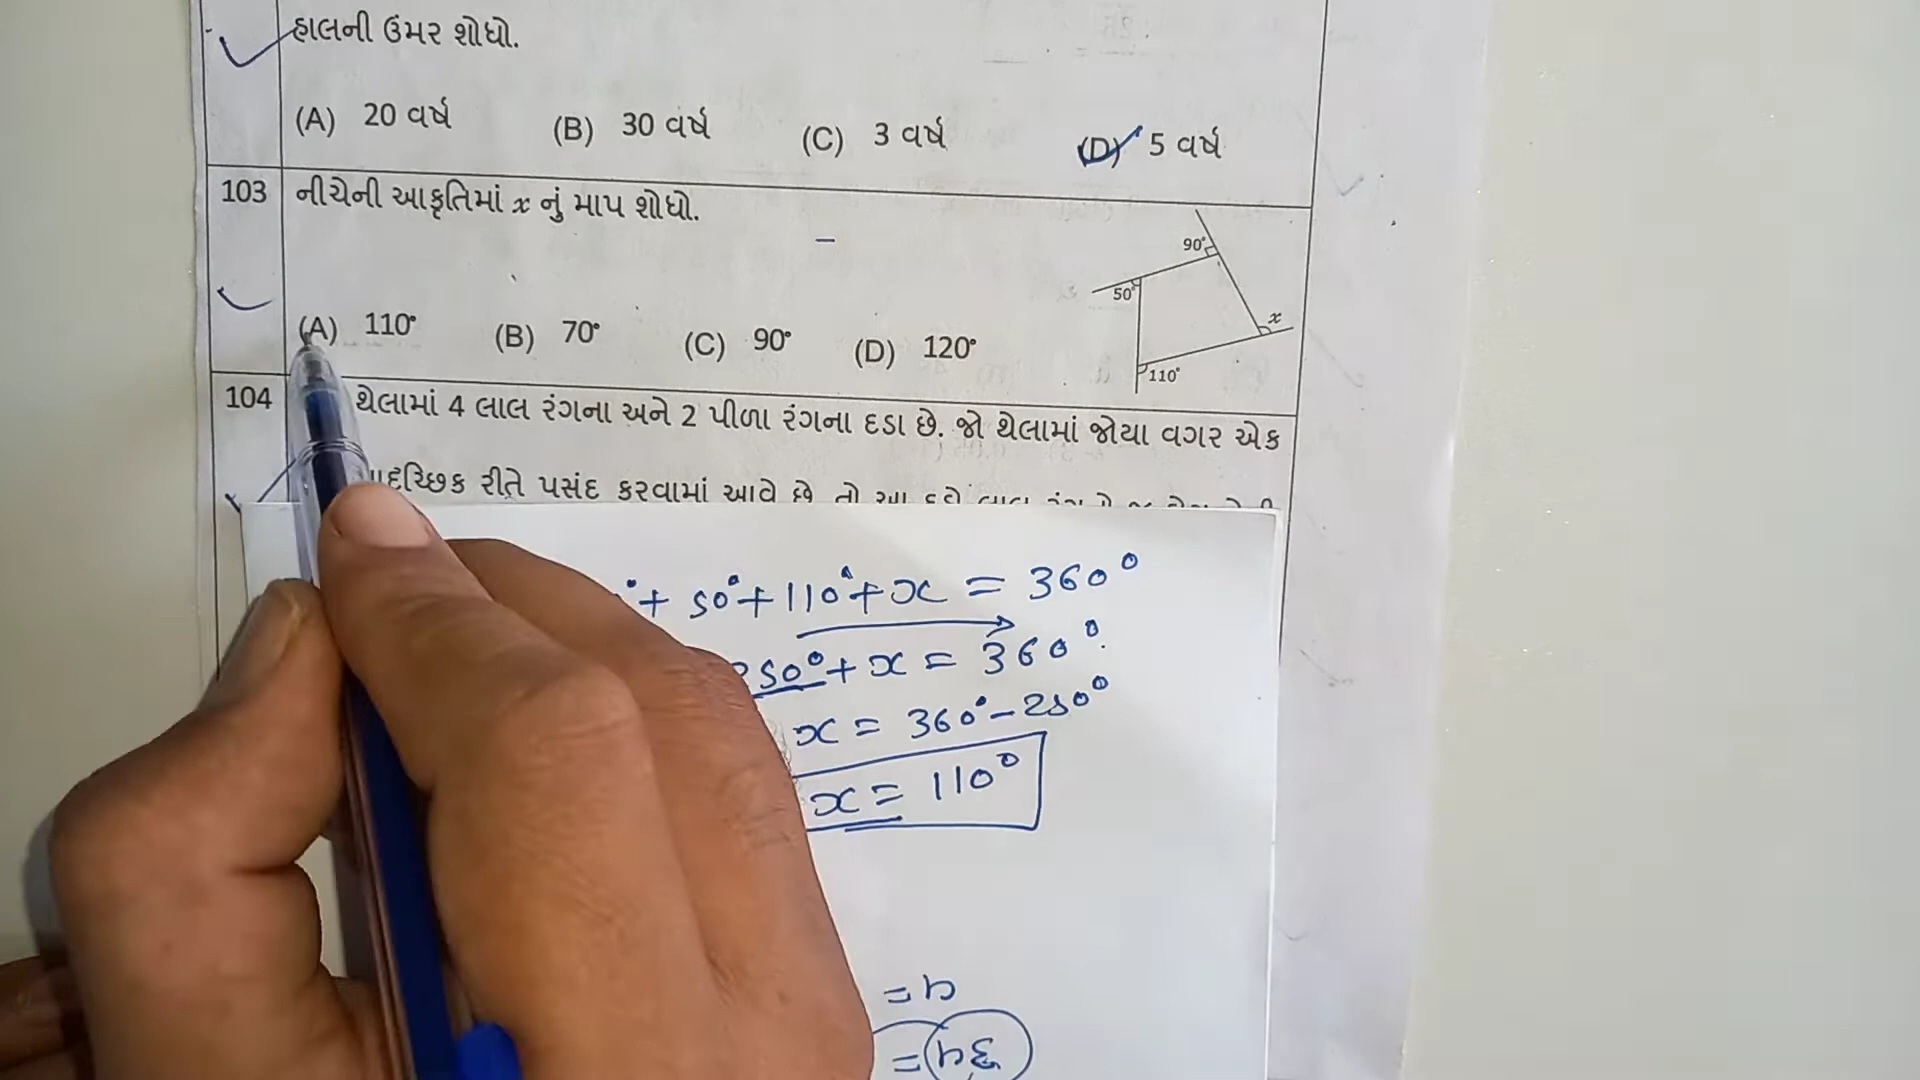 હાલની ઉંમર શોધો.
(A) 20 વર્ષ (B) 30 વર્ષ (C) 3 વર્ષ (D) 5 વર્ષ
103 નીચેની આકૃતિમાં x નું માપ શોધો.
90°
50°
x
110°
(A) 110° (B) 70° (C) 90° (D) 120°
104 થેલામાં 4 લાલ રંગના અને 2 પીળા રંગના દડા છે. જો થેલામાં જોયા વગર એક
રીતે પસંદ કરવામાં આવે છે તો આ
+ 50° + 110° + x = 360°
250° + x = 360°
x = 360° - 250°
x = 110°